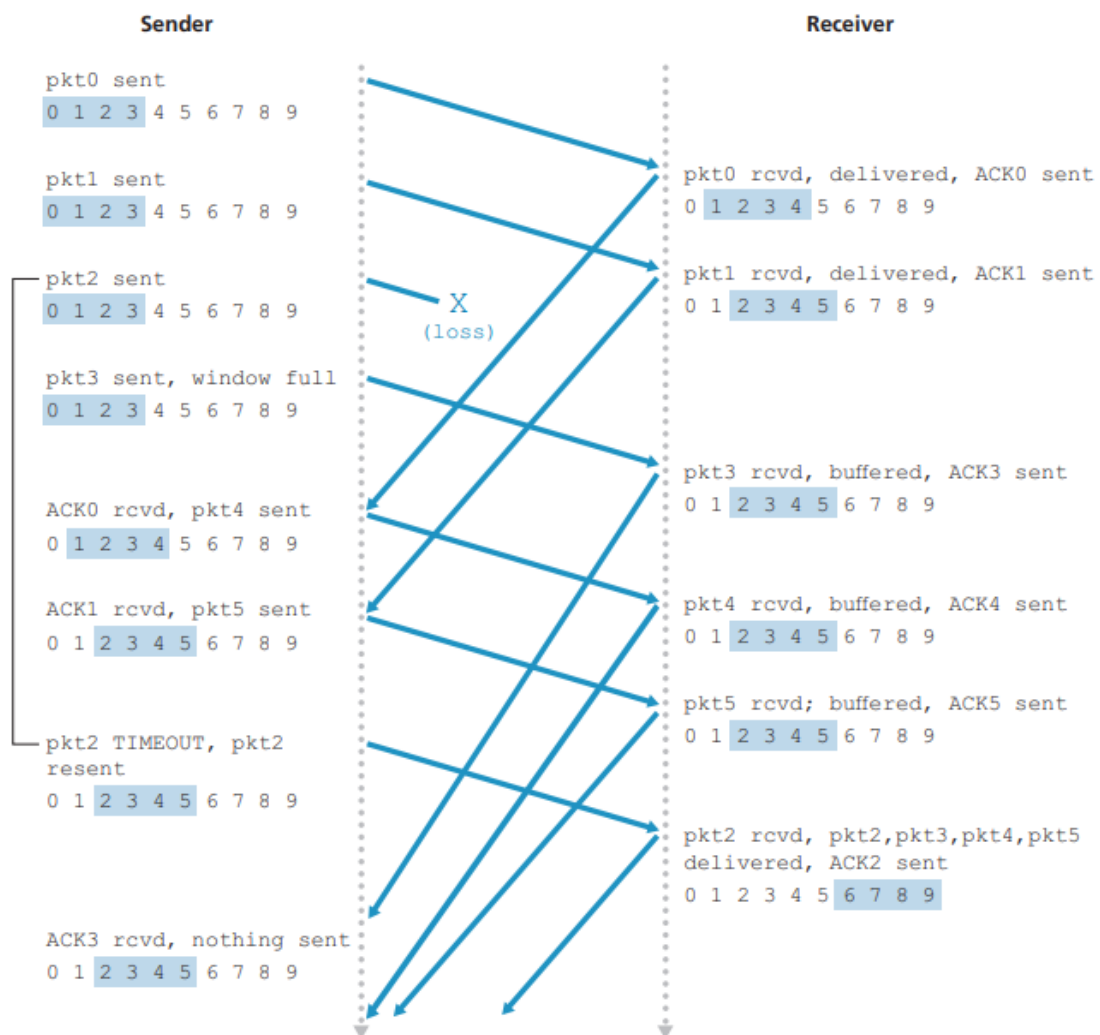 Sender
Receiver
pkt0 sent
0 1 2 3 4 5 6 7 8 9
pkt0 rcvd, delivered, ACK0 sent
0 1 2 3 4 5 6 7 8 9
pkt1 sent
0 1 2 3 4 5 6 7 8 9
pkt1 rcvd, delivered, ACK1 sent
0 1 2 3 4 5 6 7 8 9
pkt2 sent
0 1 2 3 4 5 6 7 8 9
X
(loss)
pkt3 sent, window full
0 1 2 3 4 5 6 7 8 9
pkt3 rcvd, buffered, ACK3 sent
0 1 2 3 4 5 6 7 8 9
ACK0 rcvd, pkt4 sent
0 1 2 3 4 5 6 7 8 9
pkt4 rcvd, buffered, ACK4 sent
0 1 2 3 4 5 6 7 8 9
ACK1 rcvd, pkt5 sent
0 1 2 3 4 5 6 7 8 9
pkt5 rcvd; buffered, ACK5 sent
0 1 2 3 4 5 6 7 8 9
pkt2 TIMEOUT, pkt2
resent
0 1 2 3 4 5 6 7 8 9
pkt2 rcvd, pkt2,pkt3,pkt4,pkt5
delivered, ACK2 sent
0 1 2 3 4 5 6 7 8 9
ACK3 rcvd, nothing sent
0 1 2 3 4 5 6 7 8 9